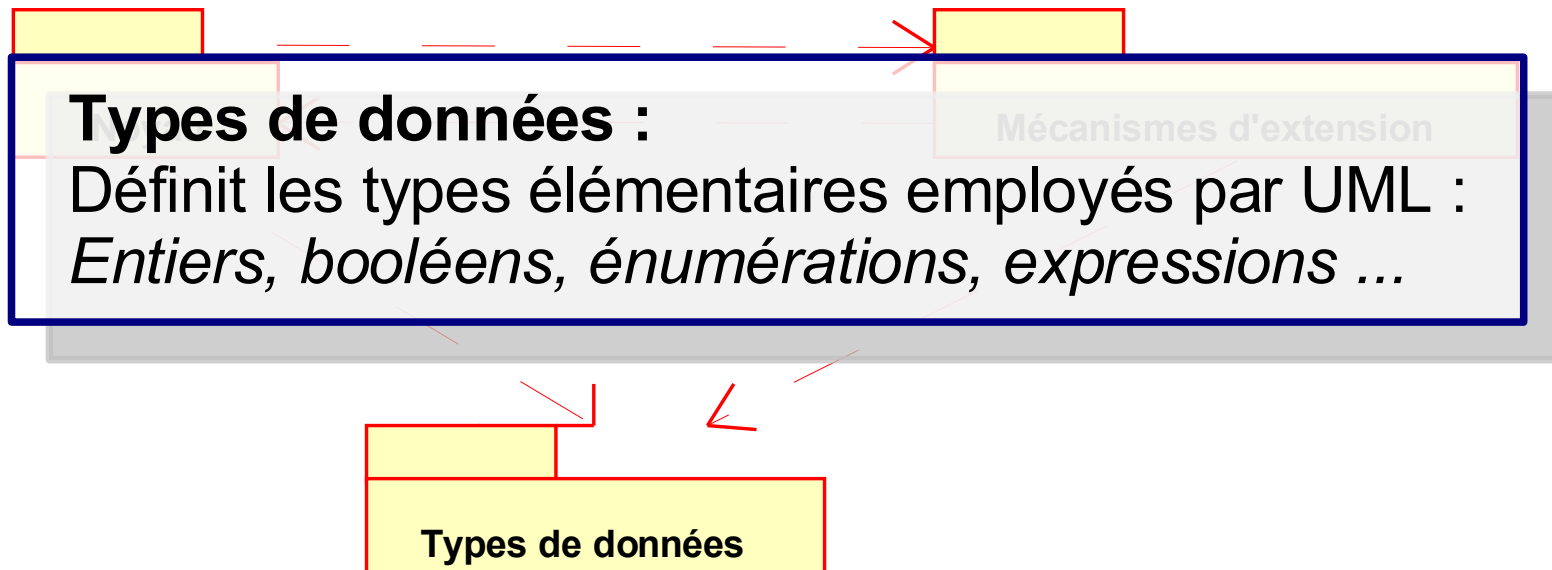 Types de données :
Définit les types élémentaires employés par UML :
Entiers, booléens, énumérations, expressions ...
Mécanismes d'extension
Types de données